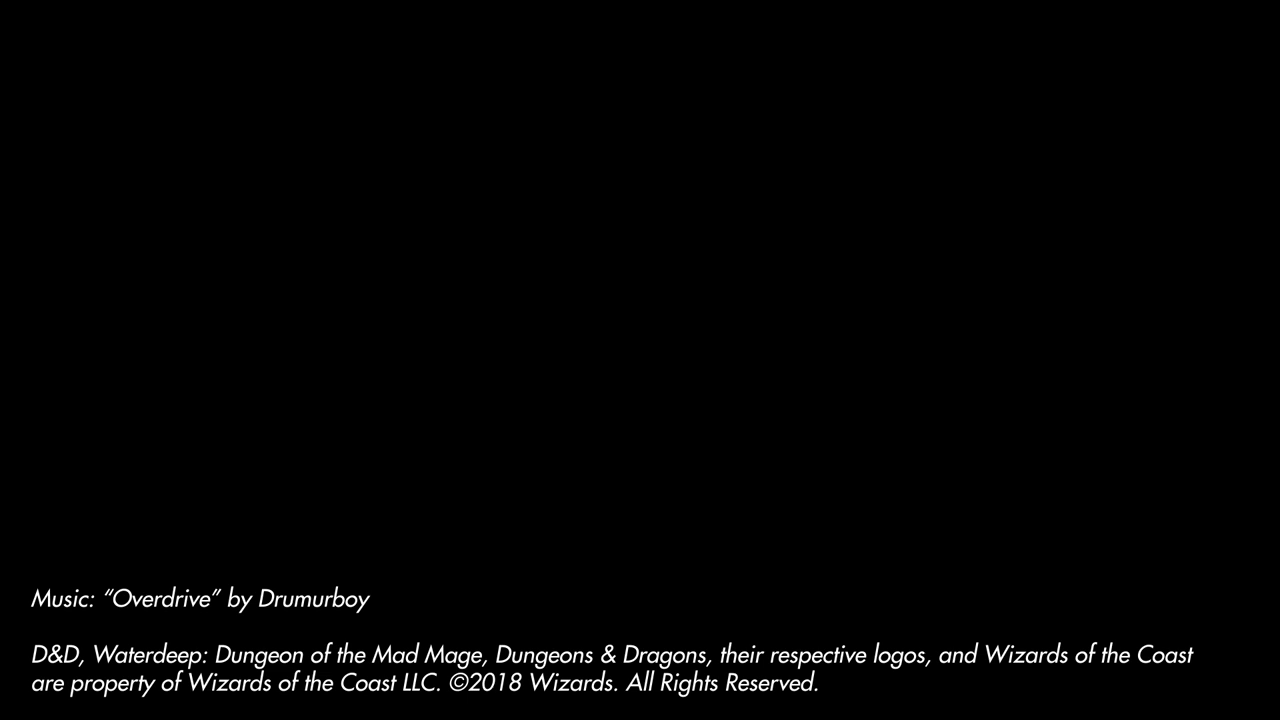 Music: “Overdrive” by Drumurboy
D&D, Waterdeep: Dungeon of the Mad Mage, Dungeons & Dragons, their respective logos, and Wizards of the Coast
are property of Wizards of the Coast LLC. ©2018 Wizards. All Rights Reserved.